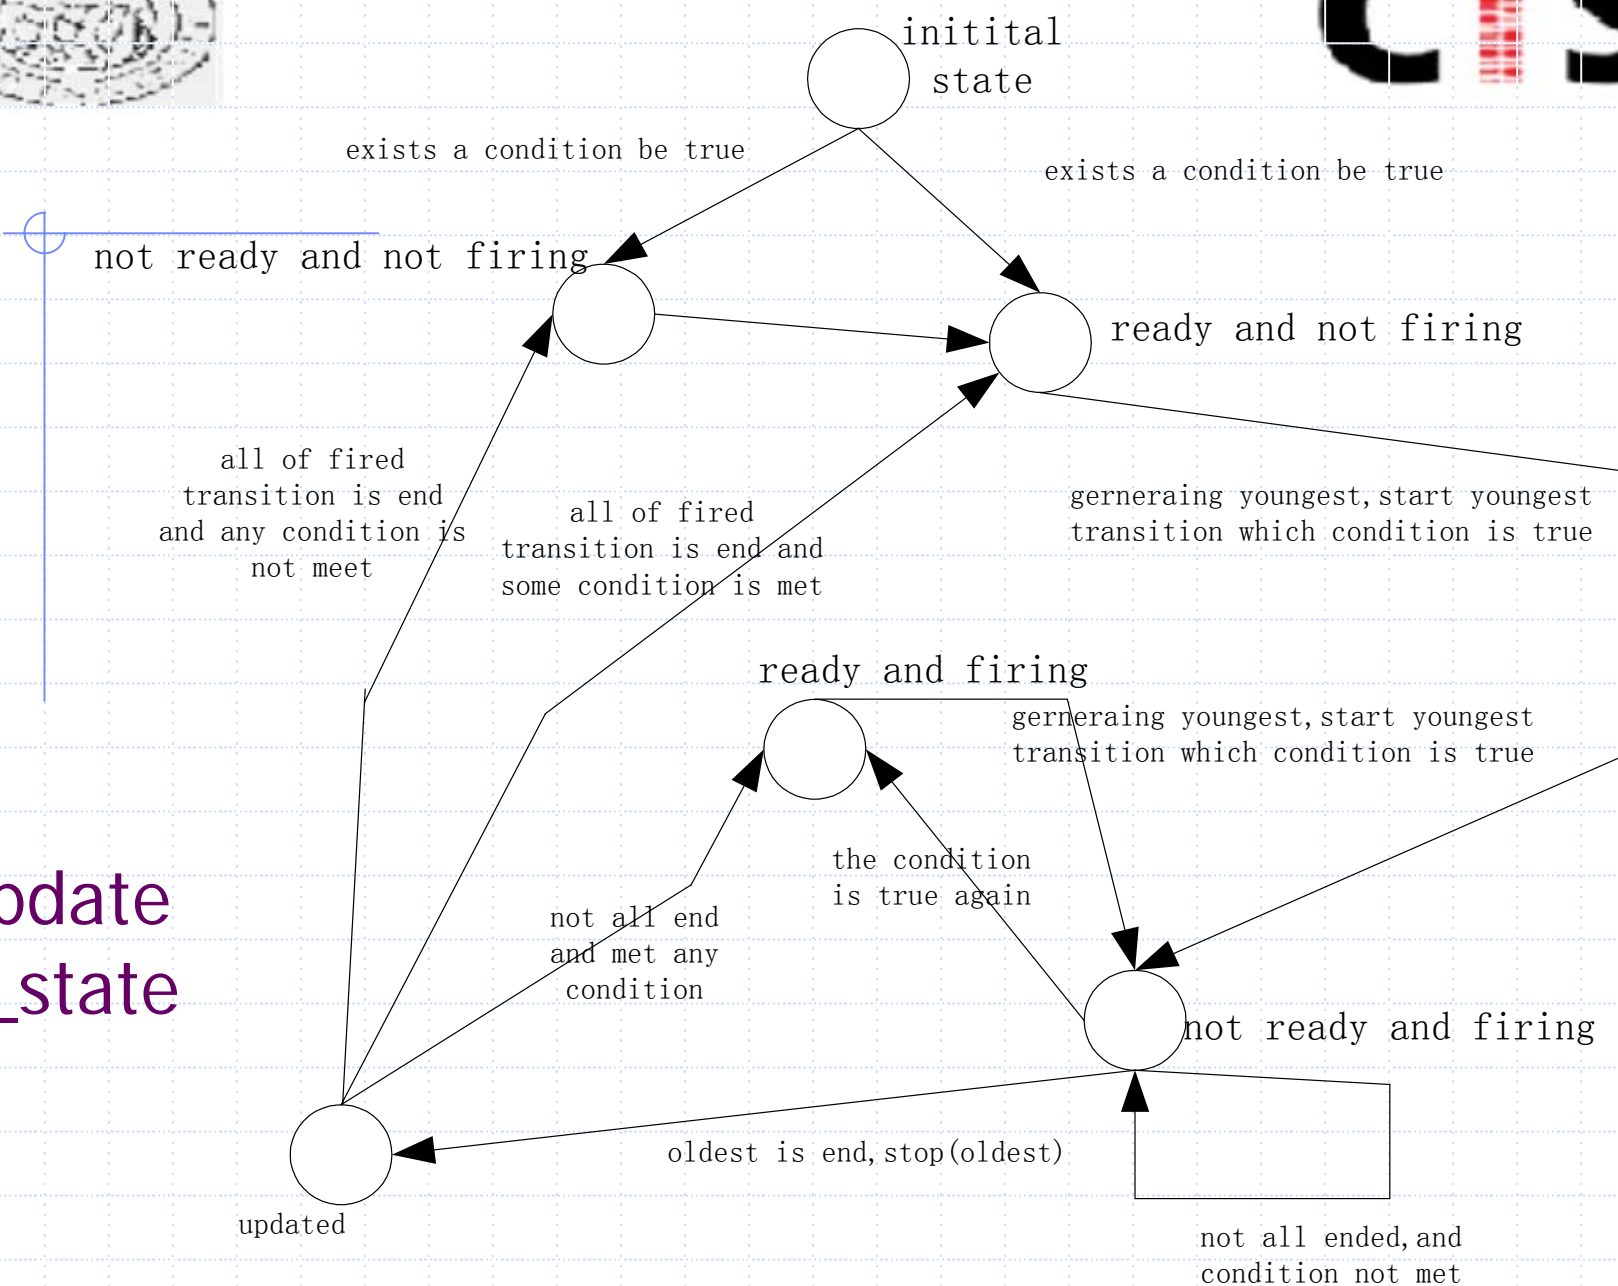 initital
state
exists a condition be true
exists a condition be true
not ready and not firing
ready and not firing
all of fired
transition is end
and any condition is
not meet
all of fired
transition is end and
some condition is met
gerneraing youngest,start youngest
transition which condition is true
ready and firing
gerneraing youngest,start youngest
transition which condition is true
the condition
is true again
not all end
and met any
condition
_state
not ready and firing
oldest is end,stop(oldest)
updated
not all ended,and
condition not met